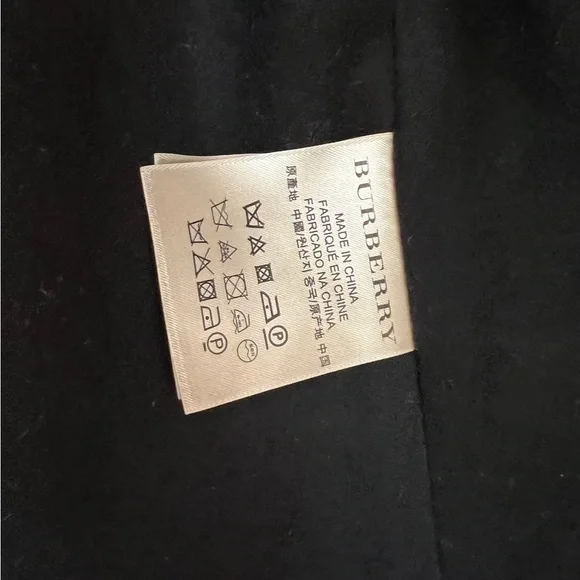 BURBERRY
MADE IN CHINA
FABRIQUÉ EN CHINE
FABRICADO NA CHINA
原產地 中國/원산지 중국/原产地 中国
P
P